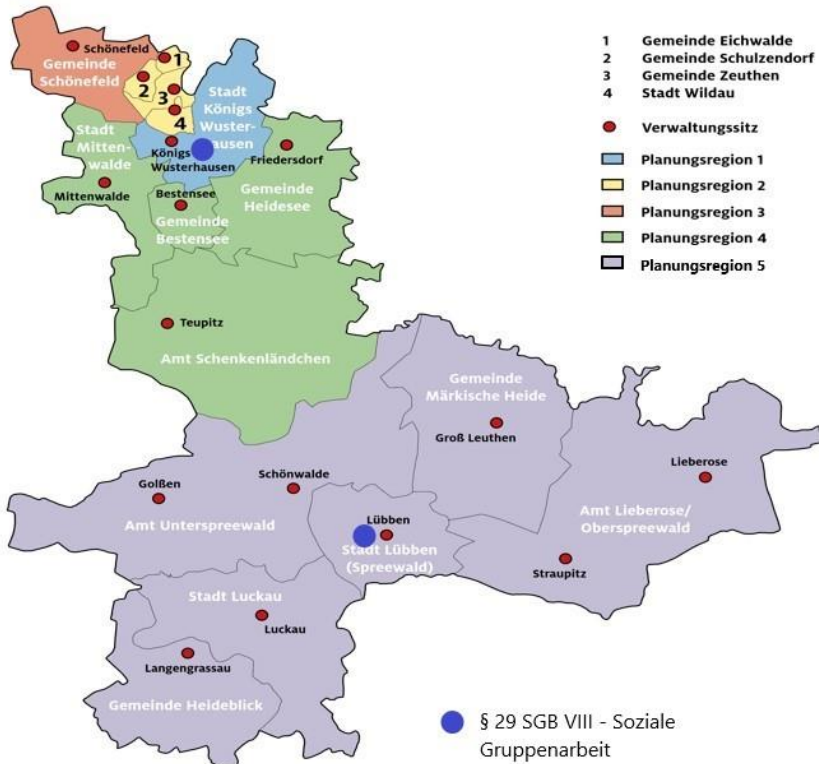 Schönefeld
Gemeinde
Schönefeld
1
2
3
4
Stadt
Königs
Wuster-
hausen
Stadt
Mitten-
walde
Königs
Wusterhausen
Friedersdorf
Mittenwalde
Bestensee
Gemeinde
Bestensee
Gemeinde
Heidesee
Teupitz
Amt Schenkenländchen
Gemeinde
Märkische Heide
Groß Leuthen
Lieberose
Golßen
Schönwalde
Amt Unterspreewald
Lübben
Stadt Lübben
(Spreewald)
Amt Lieberose/
Oberspreewald
Straupitz
Stadt Luckau
Luckau
Langengrassau
Gemeinde Heideblick
1 Gemeinde Eichwalde
2 Gemeinde Schulzendorf
3 Gemeinde Zeuthen
4 Stadt Wildau
Verwaltungssitz
Planungsregion 1
Planungsregion 2
Planungsregion 3
Planungsregion 4
Planungsregion 5
§ 29 SGB VIII - Soziale
Gruppenarbeit